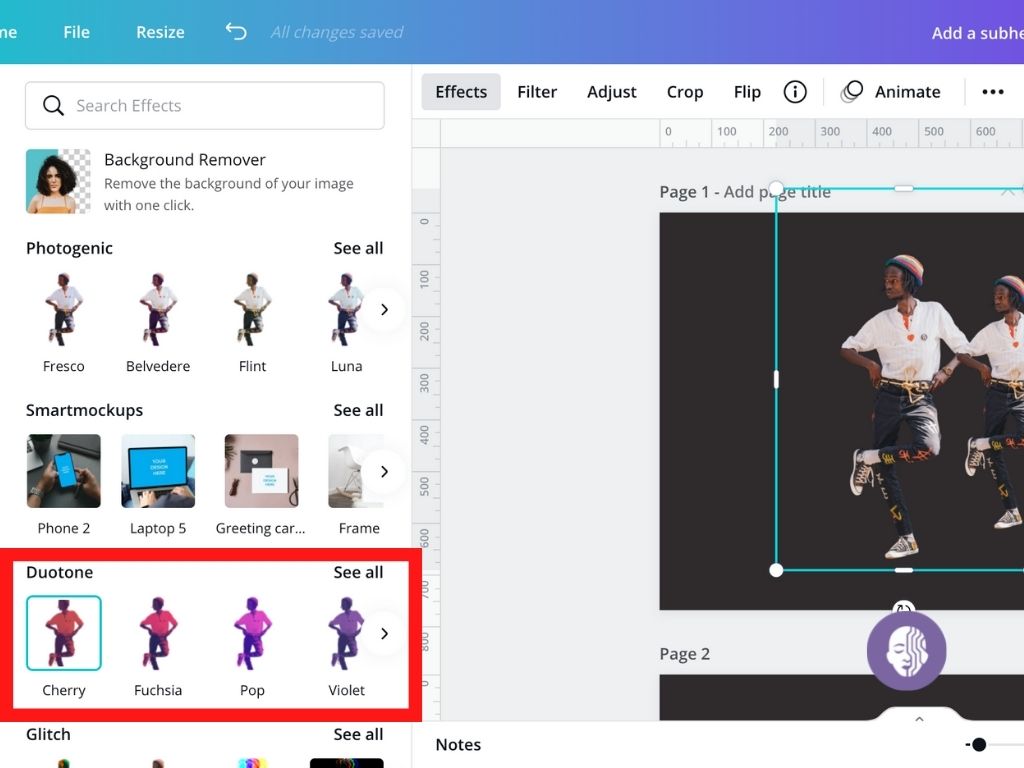 me File Resize All changes saved Add a subhe
Search Effects
Effects Filter Adjust Crop Flip Animate
Background Remover
Remove the background of your image
with one click.
0 100 200 300 400 500 600
Page 1 - Add page title
Photogenic See all
Fresco Belvedere Flint Luna
Smartmockups See all
YOUR
DESIGN
HERE
YOUR
DESIGN
HERE
Phone 2 Laptop 5 Greeting car... Frame
Duotone See all
Cherry Fuchsia Pop Violet
Glitch See all
0
100
200
300
400
500
600
700
800
Page 2
Notes